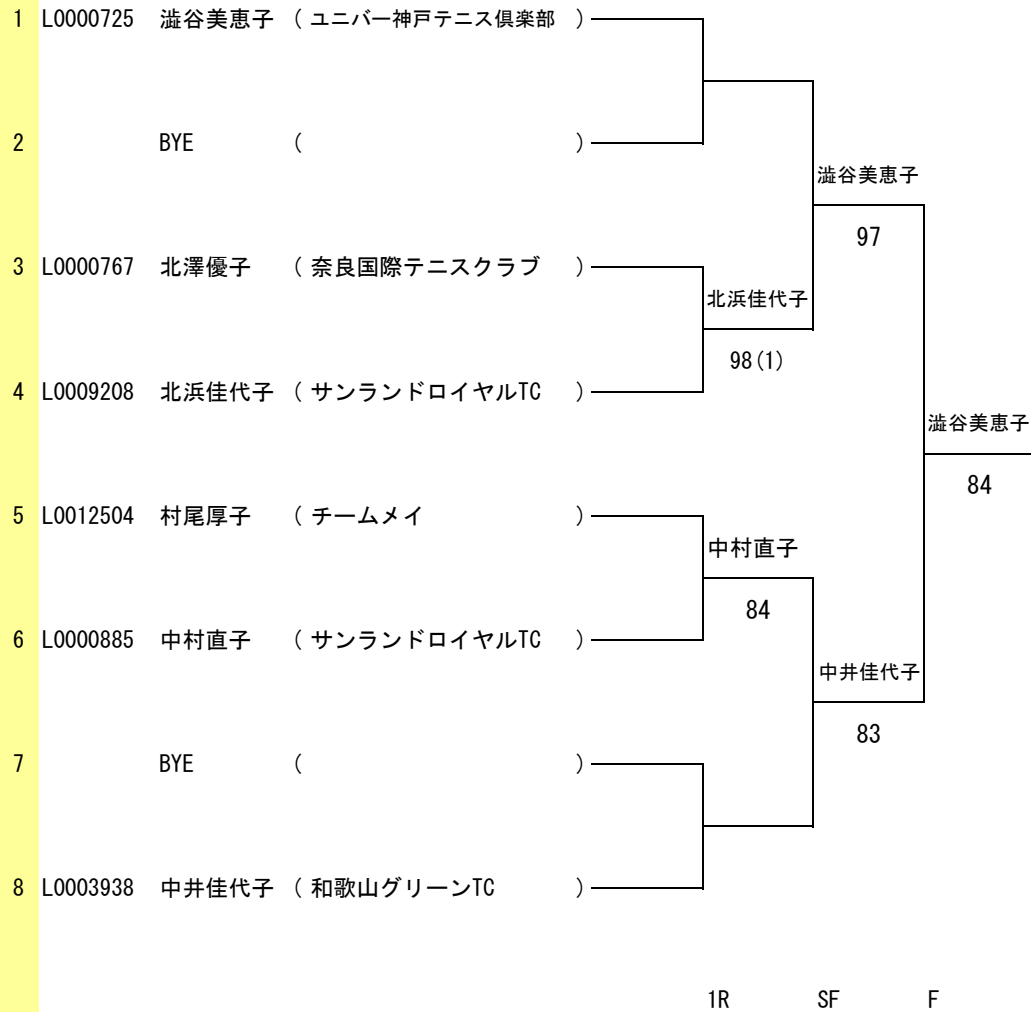 1 L0000725 澁谷美恵子 ( ユニバー神戸テニス倶楽部 )
2 BYE ( )
澁谷美恵子
97
3 L0000767 北澤優子 ( 奈良国際テニスクラブ )
北浜佳代子
98(1)
4 L0009208 北浜佳代子 ( サンランドロイヤルTC )
澁谷美恵子
84
5 L0012504 村尾厚子 ( チームメイ )
中村直子
84
6 L0000885 中村直子 ( サンランドロイヤルTC )
中井佳代子
83
7 BYE ( )
8 L0003938 中井佳代子 ( 和歌山グリーンTC )
1R SF F